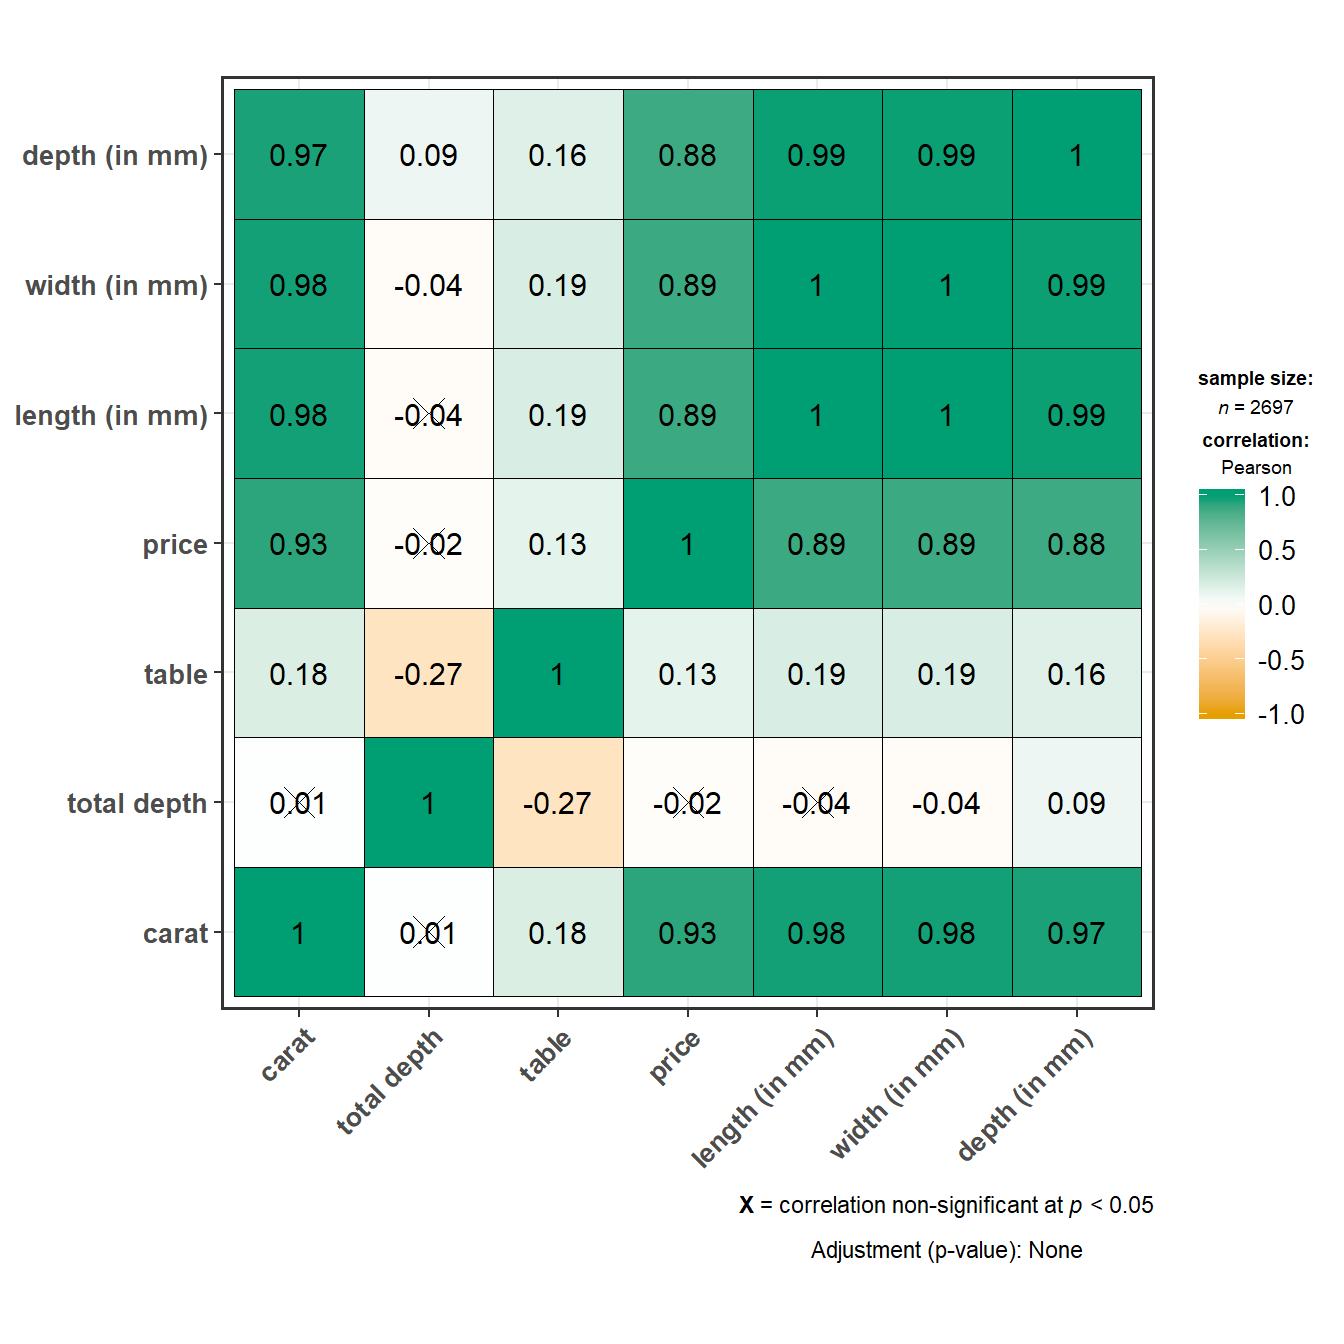 depth (in mm) 0.97 0.09 0.16 0.88 0.99 0.99 1
width (in mm) 0.98 -0.04 0.19 0.89 1 1 0.99
length (in mm) 0.98 -0.04 0.19 0.89 1 1 0.99
price 0.93 -0.02 0.13 1 0.89 0.89 0.88
table 0.18 -0.27 1 0.13 0.19 0.19 0.16
total depth 0.01 1 -0.27 -0.02 -0.04 -0.04 0.09
carat 1 0.01 0.18 0.93 0.98 0.98 0.97
carat
total depth
table
price
length (in mm)
width (in mm)
depth (in mm)
sample size:
n = 2697
correlation:
Pearson
1.0
0.5
0.0
-0.5
-1.0
X = correlation non-significant at p < 0.05
Adjustment (p-value): None